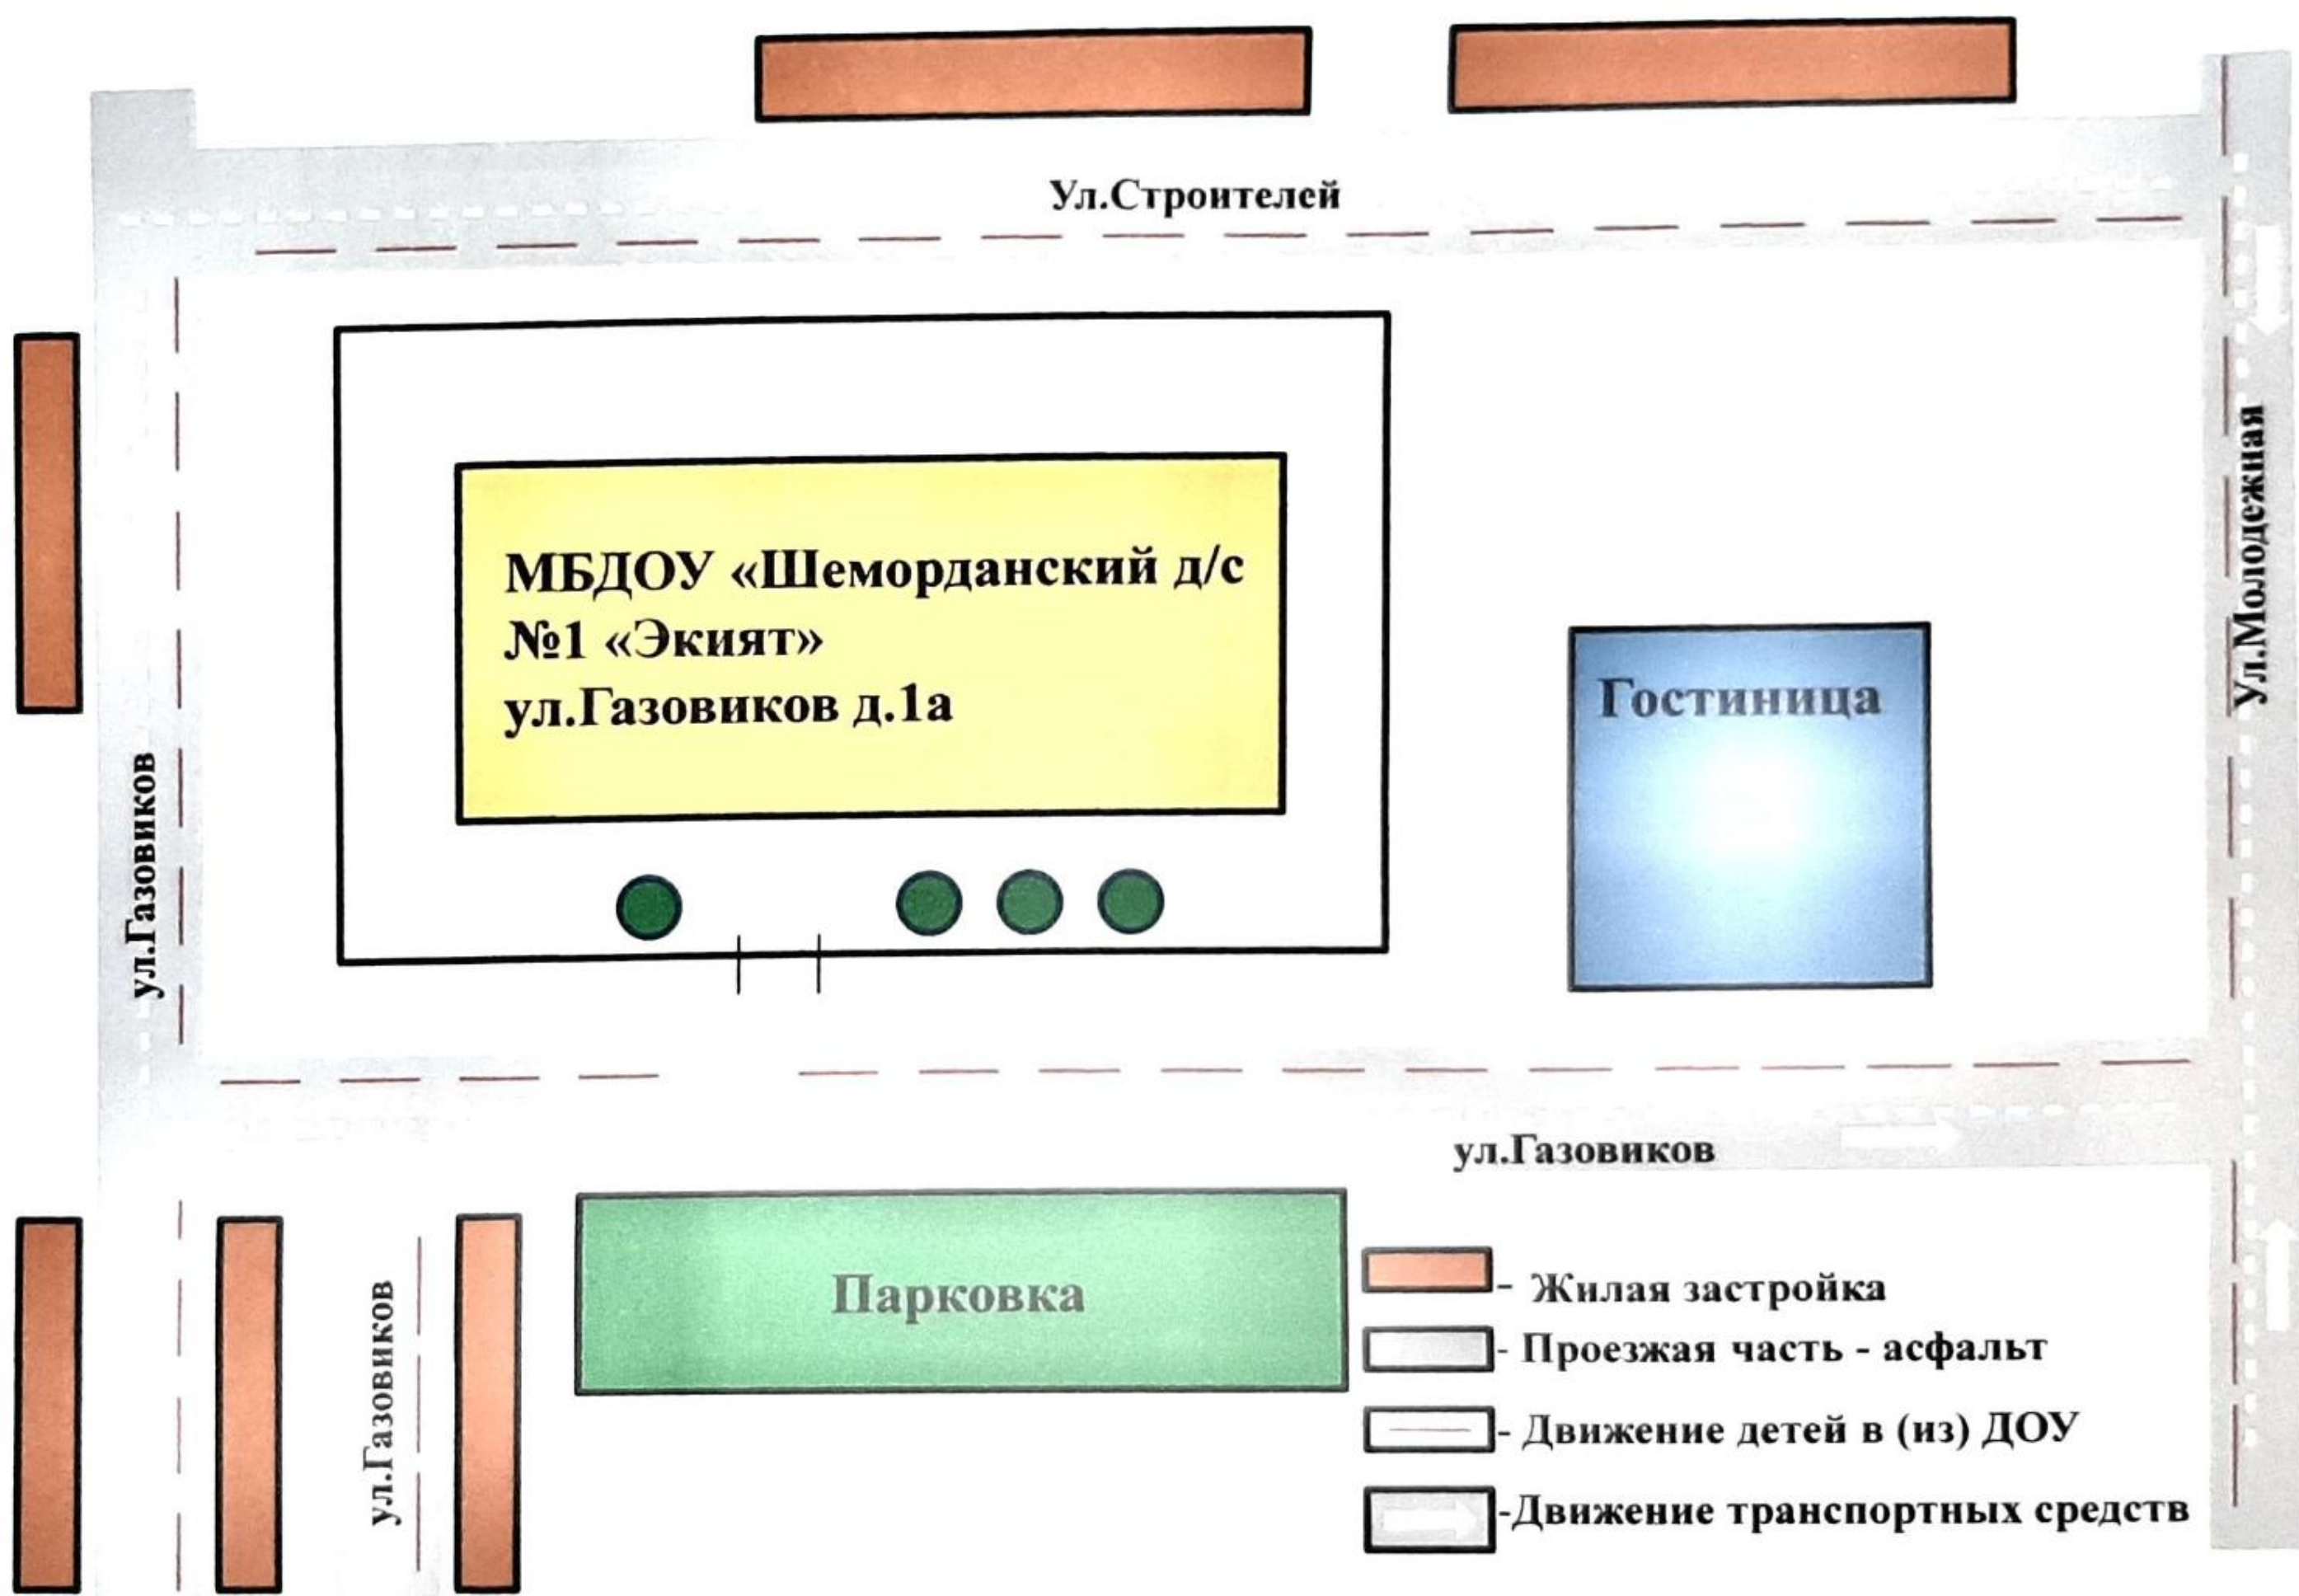 Ул.Строителей
МБДОУ «Шеморданский д/с
№1 «Экият»
ул.Газовиков д.1а
Гостиница
Ул.Молодежная
ул.Газовиков
ул.Газовиков
Парковка
ул.Газовиков
- Жилая застройка
- Проезжая часть - асфальт
- Движение детей в (из) ДОУ
-Движение транспортных средств